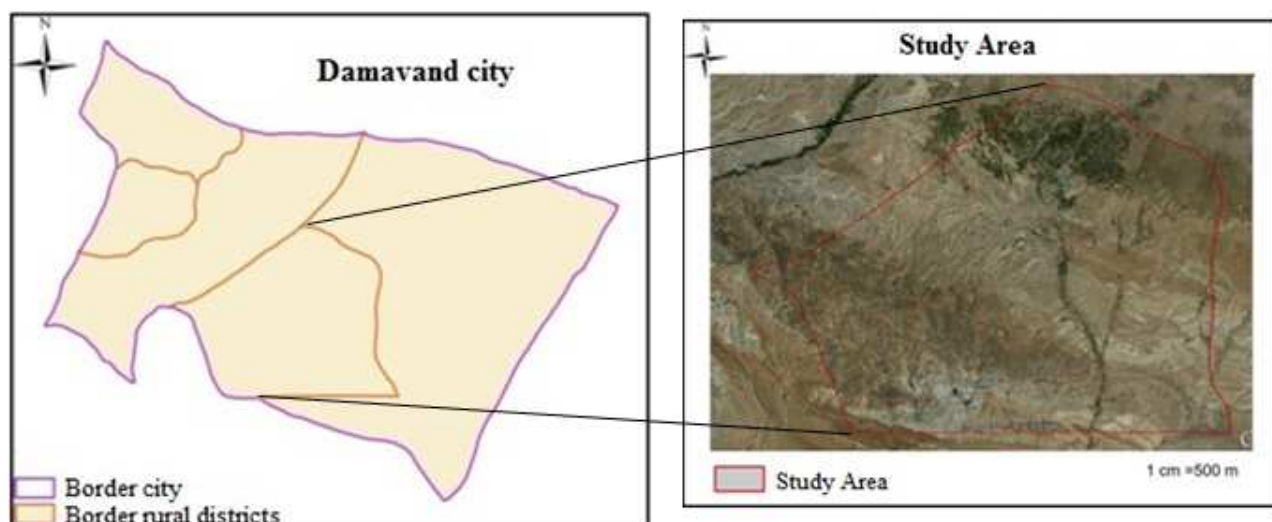 N
Damavand city
Border city
Border rural districts
N
Study Area
Study Area
1 cm =500 m